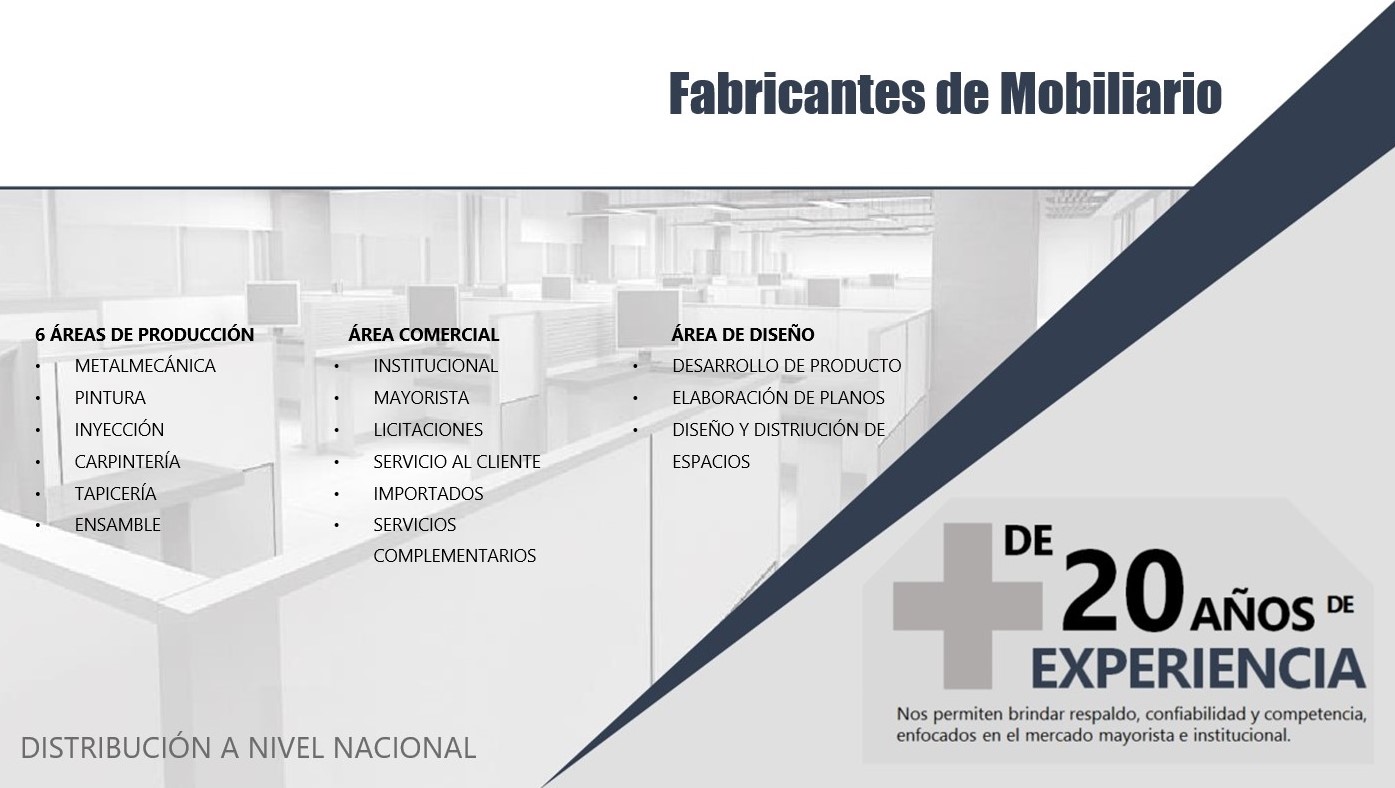 Fabricantes de Mobiliario
6 ÁREAS DE PRODUCCIÓN
• METALMECÁNICA
• PINTURA
• INYECCIÓN
• CARPINTERÍA
• TAPICERÍA
• ENSAMBLE
ÁREA COMERCIAL
• INSTITUCIONAL
• MAYORISTA
• LICITACIONES
• SERVICIO AL CLIENTE
• IMPORTADOS
• SERVICIOS
COMPLEMENTARIOS
ÁREA DE DISEÑO
• DESARROLLO DE PRODUCTO
• ELABORACIÓN DE PLANOS
• DISEÑO Y DISTRIUCIÓN DE
ESPACIOS
+ DE 20 AÑOS DE
EXPERIENCIA
Nos permiten brindar respaldo, confiabilidad y competencia,
enfocados en el mercado mayorista e institucional.
DISTRIBUCIÓN A NIVEL NACIONAL